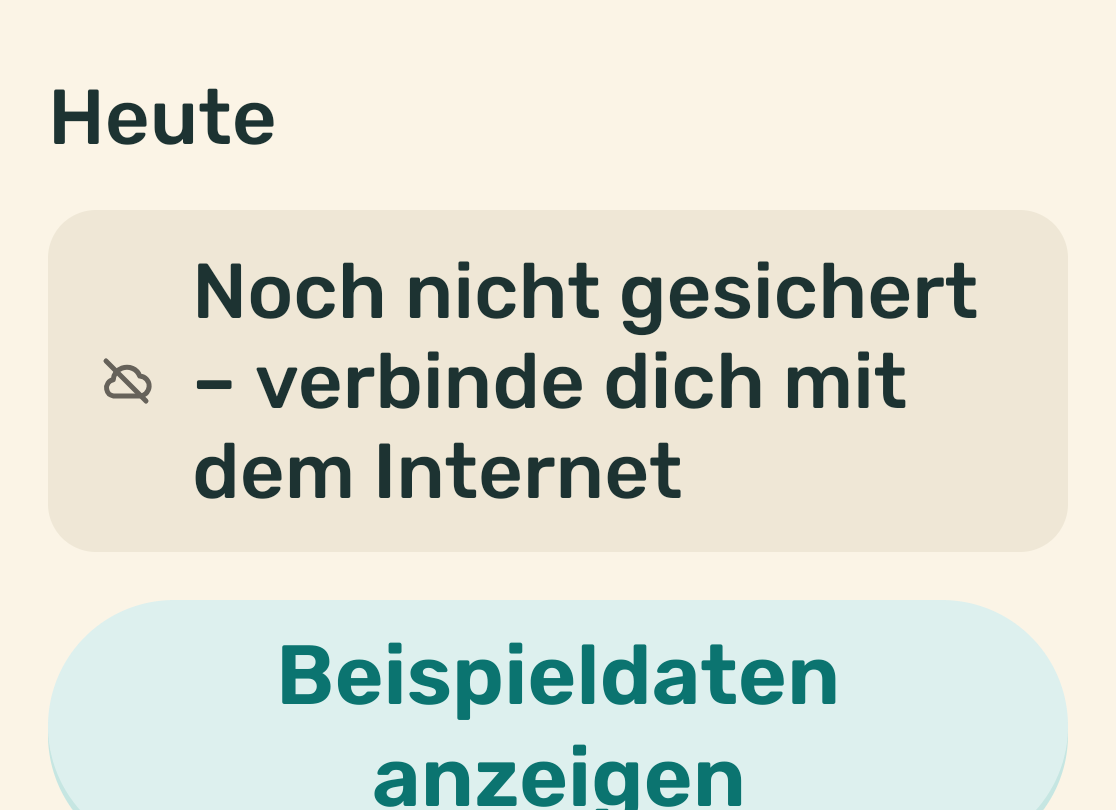 Heute
Noch nicht gesichert
– verbinde dich mit
dem Internet
Beispieldaten
anzeigen